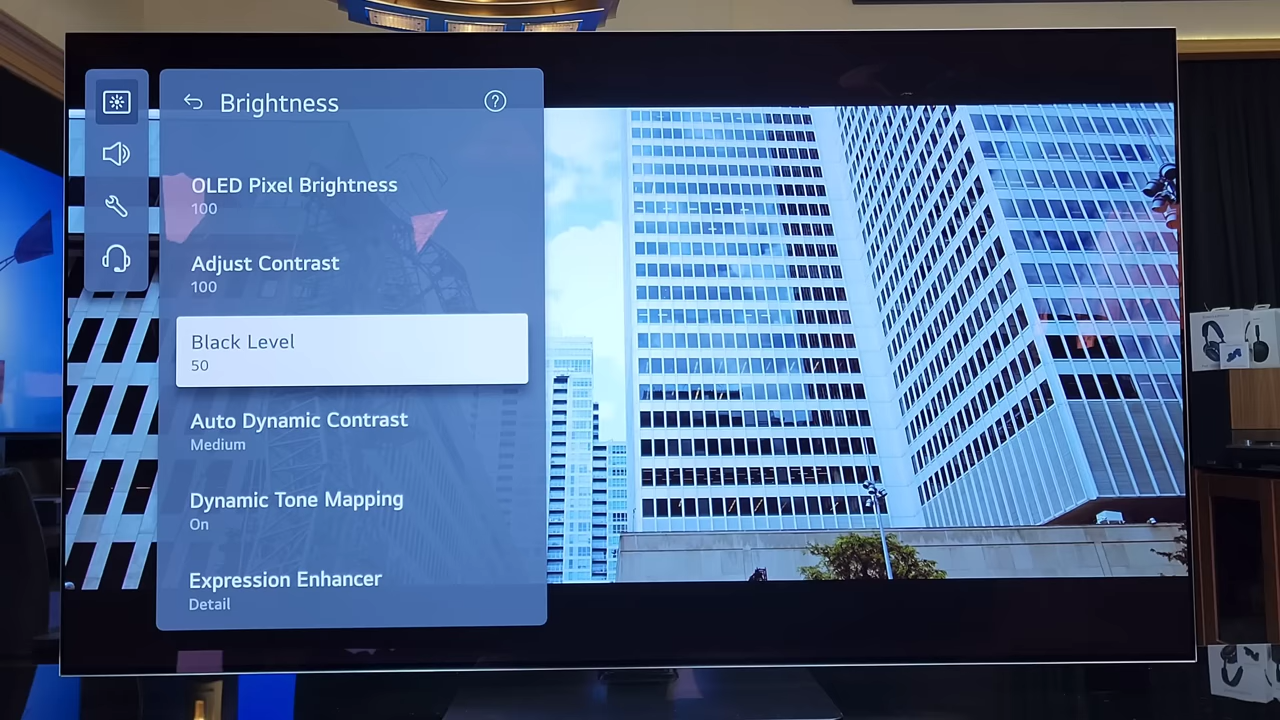 Brightness
?
OLED Pixel Brightness
100
Adjust Contrast
100
Black Level
50
Auto Dynamic Contrast
Medium
Dynamic Tone Mapping
On
Expression Enhancer
Detail